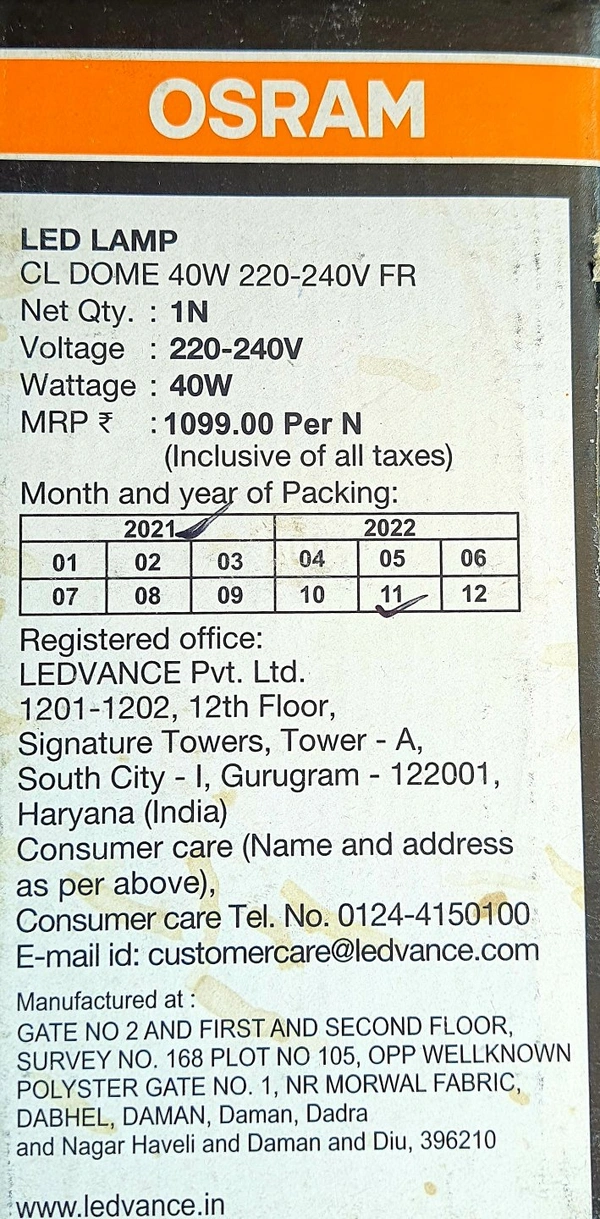 OSRAM
LED LAMP
CL DOME 40W 220-240V FR
Net Qty. : 1N
Voltage : 220-240V
Wattage : 40W
MRP ₹ : 1099.00 Per N
(Inclusive of all taxes)
Month and year of Packing:
2021 2022
01 02 03 04 05 06
07 08 09 10 11 12
Registered office:
LEDVANCE Pvt. Ltd.
1201-1202, 12th Floor,
Signature Towers, Tower - A,
South City - I, Gurugram - 122001,
Haryana (India)
Consumer care (Name and address
as per above),
Consumer care Tel. No. 0124-4150100
E-mail id: customercare@ledvance.com
Manufactured at :
GATE NO 2 AND FIRST AND SECOND FLOOR,
SURVEY NO. 168 PLOT NO 105, OPP WELLKNOWN
POLYSTER GATE NO. 1, NR MORWAL FABRIC,
DABHEL, DAMAN, Daman, Dadra
and Nagar Haveli and Daman and Diu, 396210
www.ledvance.in